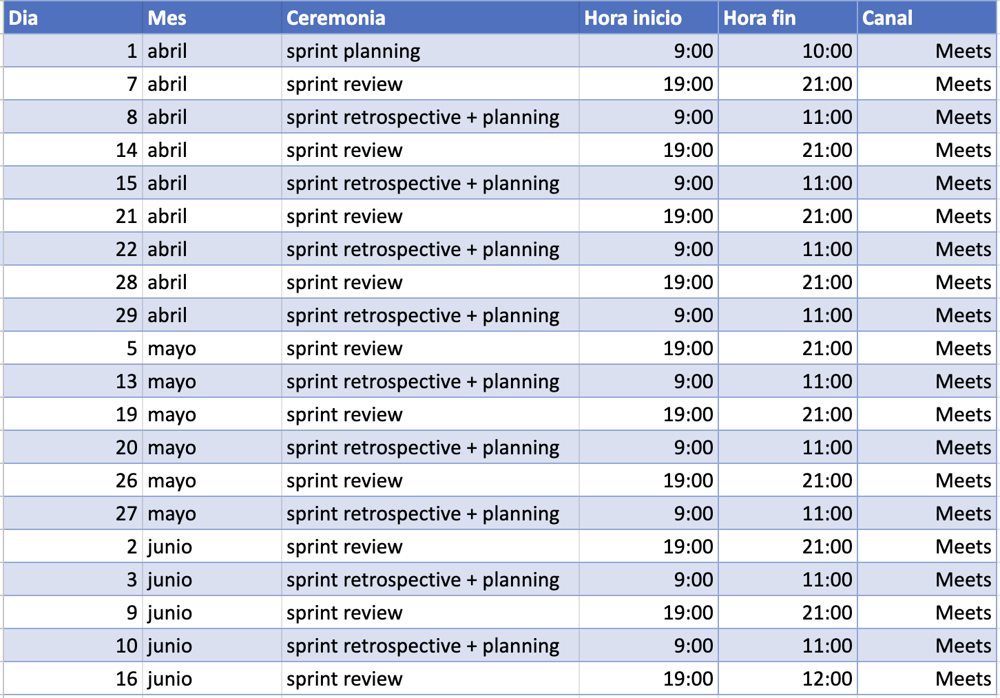 Dia Mes Ceremonia Hora inicio Hora fin Canal
1 abril sprint planning 9:00 10:00 Meets
7 abril sprint review 19:00 21:00 Meets
8 abril sprint retrospective + planning 9:00 11:00 Meets
14 abril sprint review 19:00 21:00 Meets
15 abril sprint retrospective + planning 9:00 11:00 Meets
21 abril sprint review 19:00 21:00 Meets
22 abril sprint retrospective + planning 9:00 11:00 Meets
28 abril sprint review 19:00 21:00 Meets
29 abril sprint retrospective + planning 9:00 11:00 Meets
5 mayo sprint review 19:00 21:00 Meets
13 mayo sprint retrospective + planning 9:00 11:00 Meets
19 mayo sprint review 19:00 21:00 Meets
20 mayo sprint retrospective + planning 9:00 11:00 Meets
26 mayo sprint review 19:00 21:00 Meets
27 mayo sprint retrospective + planning 9:00 11:00 Meets
2 junio sprint review 19:00 21:00 Meets
3 junio sprint retrospective + planning 9:00 11:00 Meets
9 junio sprint review 19:00 21:00 Meets
10 junio sprint retrospective + planning 9:00 11:00 Meets
16 junio sprint review 19:00 12:00 Meets